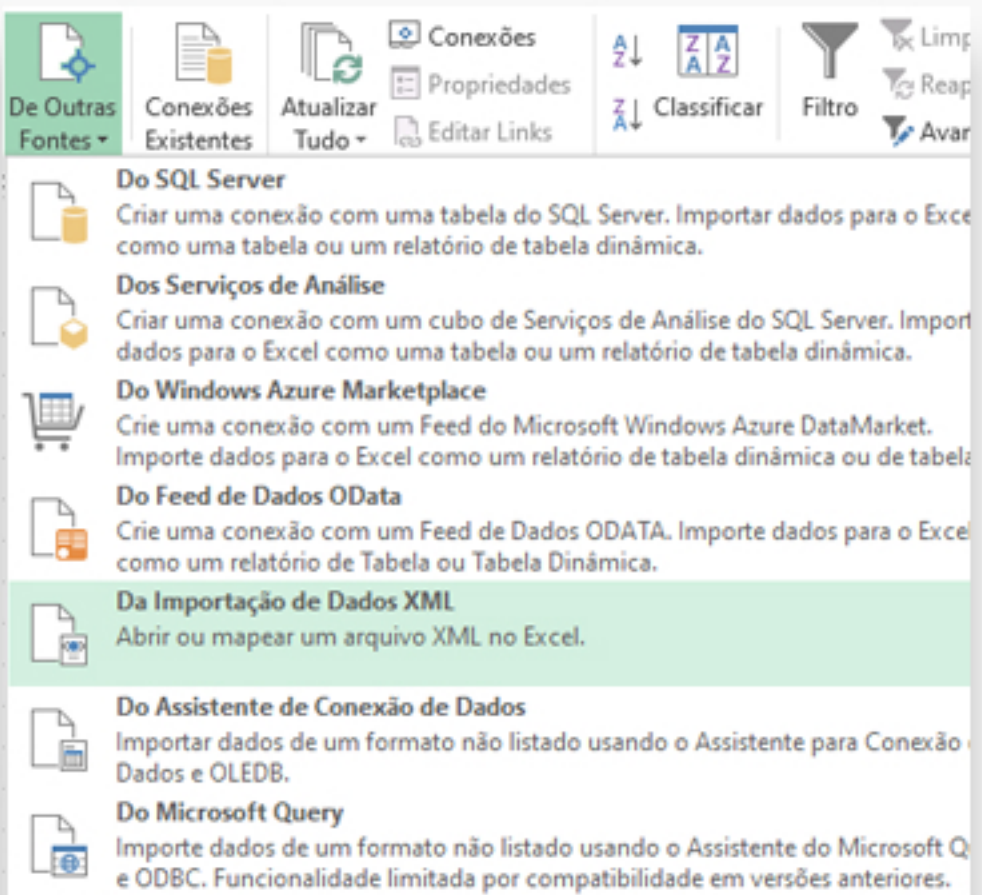 De Outras
Fontes
Conexões
Existentes
Atualizar
Tudo
Conexões
Propriedades
Editar Links
Classificar
Filtro
Do SQL Server
Criar uma conexão com uma tabela do SQL Server. Importar dados para o
como uma tabela ou um relatório de tabela dinâmica.
Dos Serviços de Análise
Criar uma conexão com um cubo de Serviços de Análise do SQL Server.
dados para o Excel como uma tabela ou um relatório de tabela dinâmica.
Do Windows Azure Marketplace
Crie uma conexão com um Feed do Microsoft Windows Azure DataMarket.
Importe dados para o Excel como um relatório de tabela dinâmica ou de tabela
Do Feed de Dados OData
Crie uma conexão com um Feed de Dados ODATA. Importe dados para o Excel
como um relatório de Tabela ou Tabela Dinâmica.
Da Importação de Dados XML
Abrir ou mapear um arquivo XML no Excel.
Do Assistente de Conexão de Dados
Importar dados de um formato não listado usando o Assistente para Conexão
Dados e OLEDB.
Do Microsoft Query
Importe dados de um formato não listado usando o Assistente do Microsoft
e ODBC. Funcionalidade limitada por compatibilidade em versões anteriores.